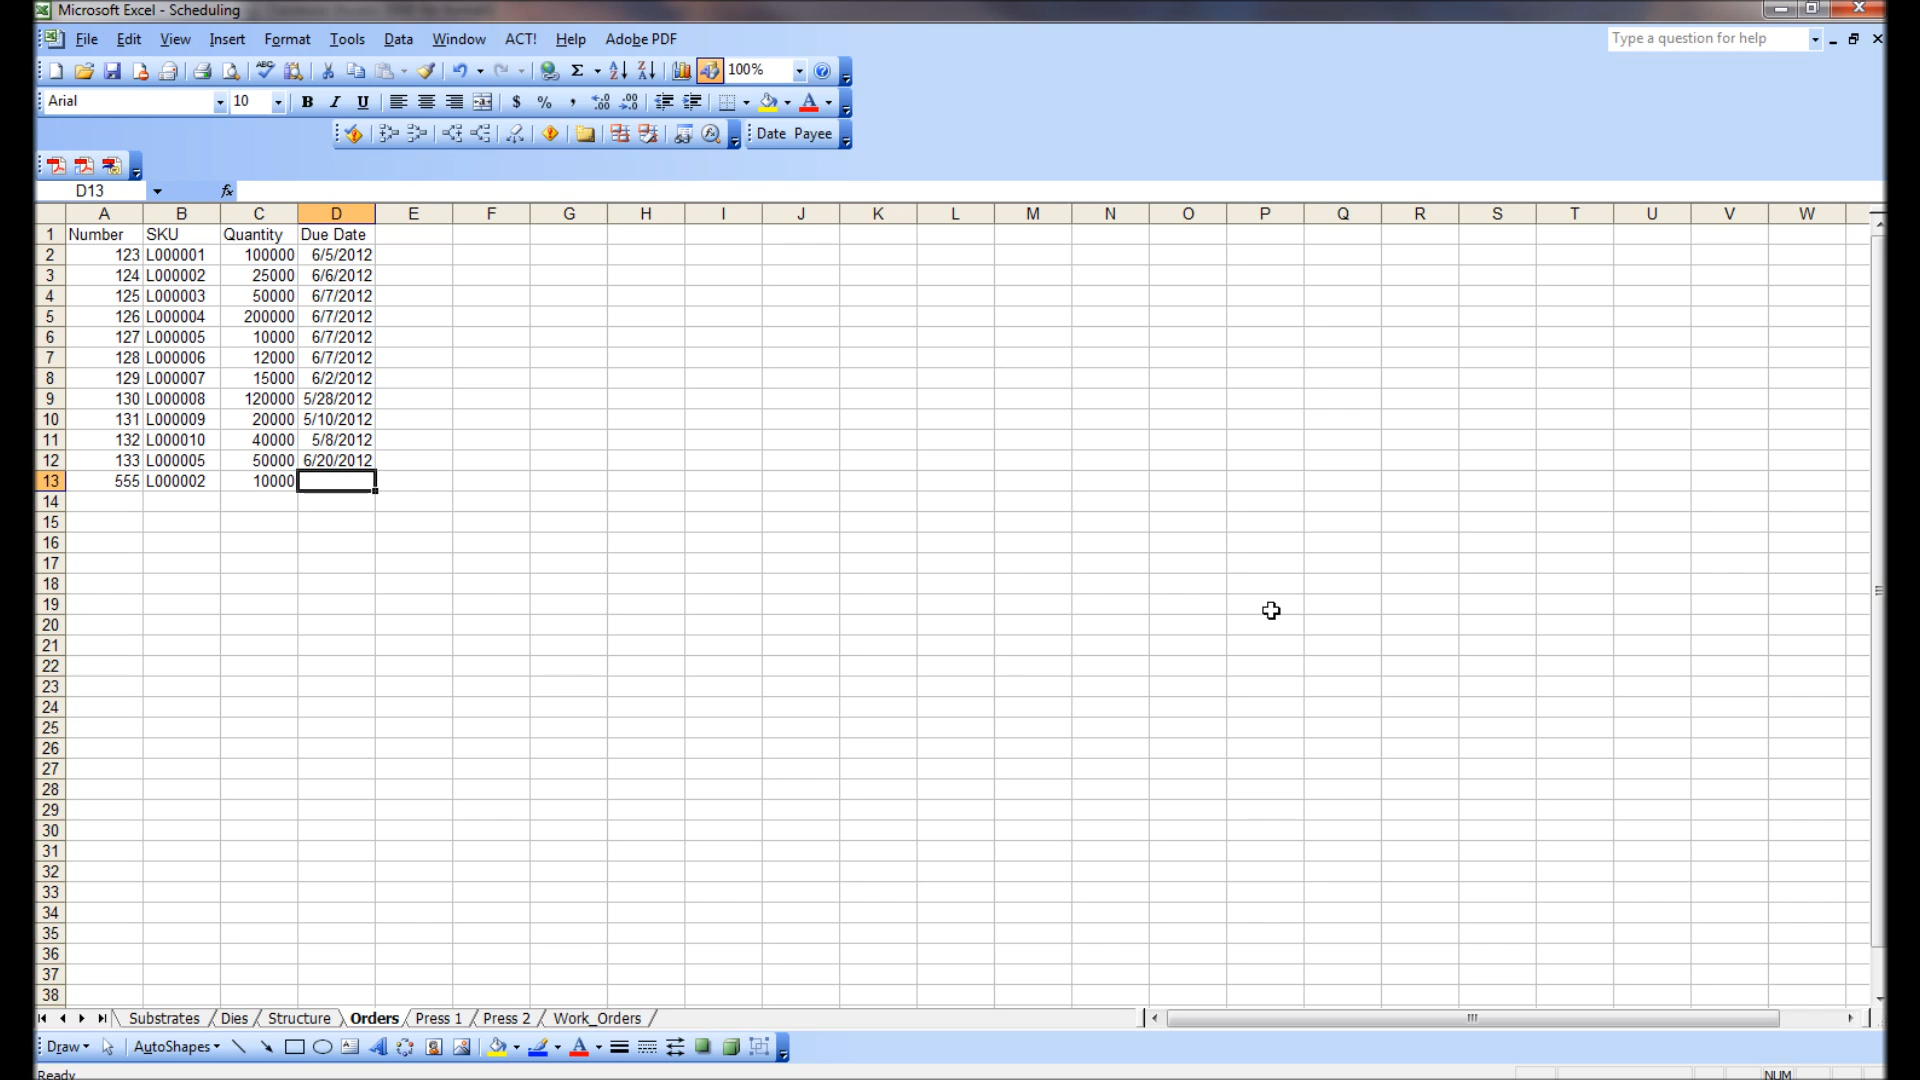 Microsoft Excel - Scheduling
File Edit View Insert Format Tools Data Window ACT! Help Adobe PDF Type a question for help
100%
Arial 10 B I U $ % ,
Date Payee
D13 fx
A B C D E F G H I J K L M N O P Q R S T U V W
1 Number SKU Quantity Due Date
2 123 L000001 100000 6/5/2012
3 124 L000002 25000 6/6/2012
4 125 L000003 50000 6/7/2012
5 126 L000004 200000 6/7/2012
6 127 L000005 10000 6/7/2012
7 128 L000006 12000 6/7/2012
8 129 L000007 15000 6/2/2012
9 130 L000008 120000 5/28/2012
10 131 L000009 20000 5/10/2012
11 132 L000010 40000 5/8/2012
12 133 L000005 50000 6/20/2012
13 555 L000002 10000
14
15
16
17
18
19
20
21
22
23
24
25
26
27
28
29
30
31
32
33
34
35
36
37
38
Substrates Dies Structure Orders Press 1 Press 2 Work_Orders
Draw AutoShapes
Ready NUM